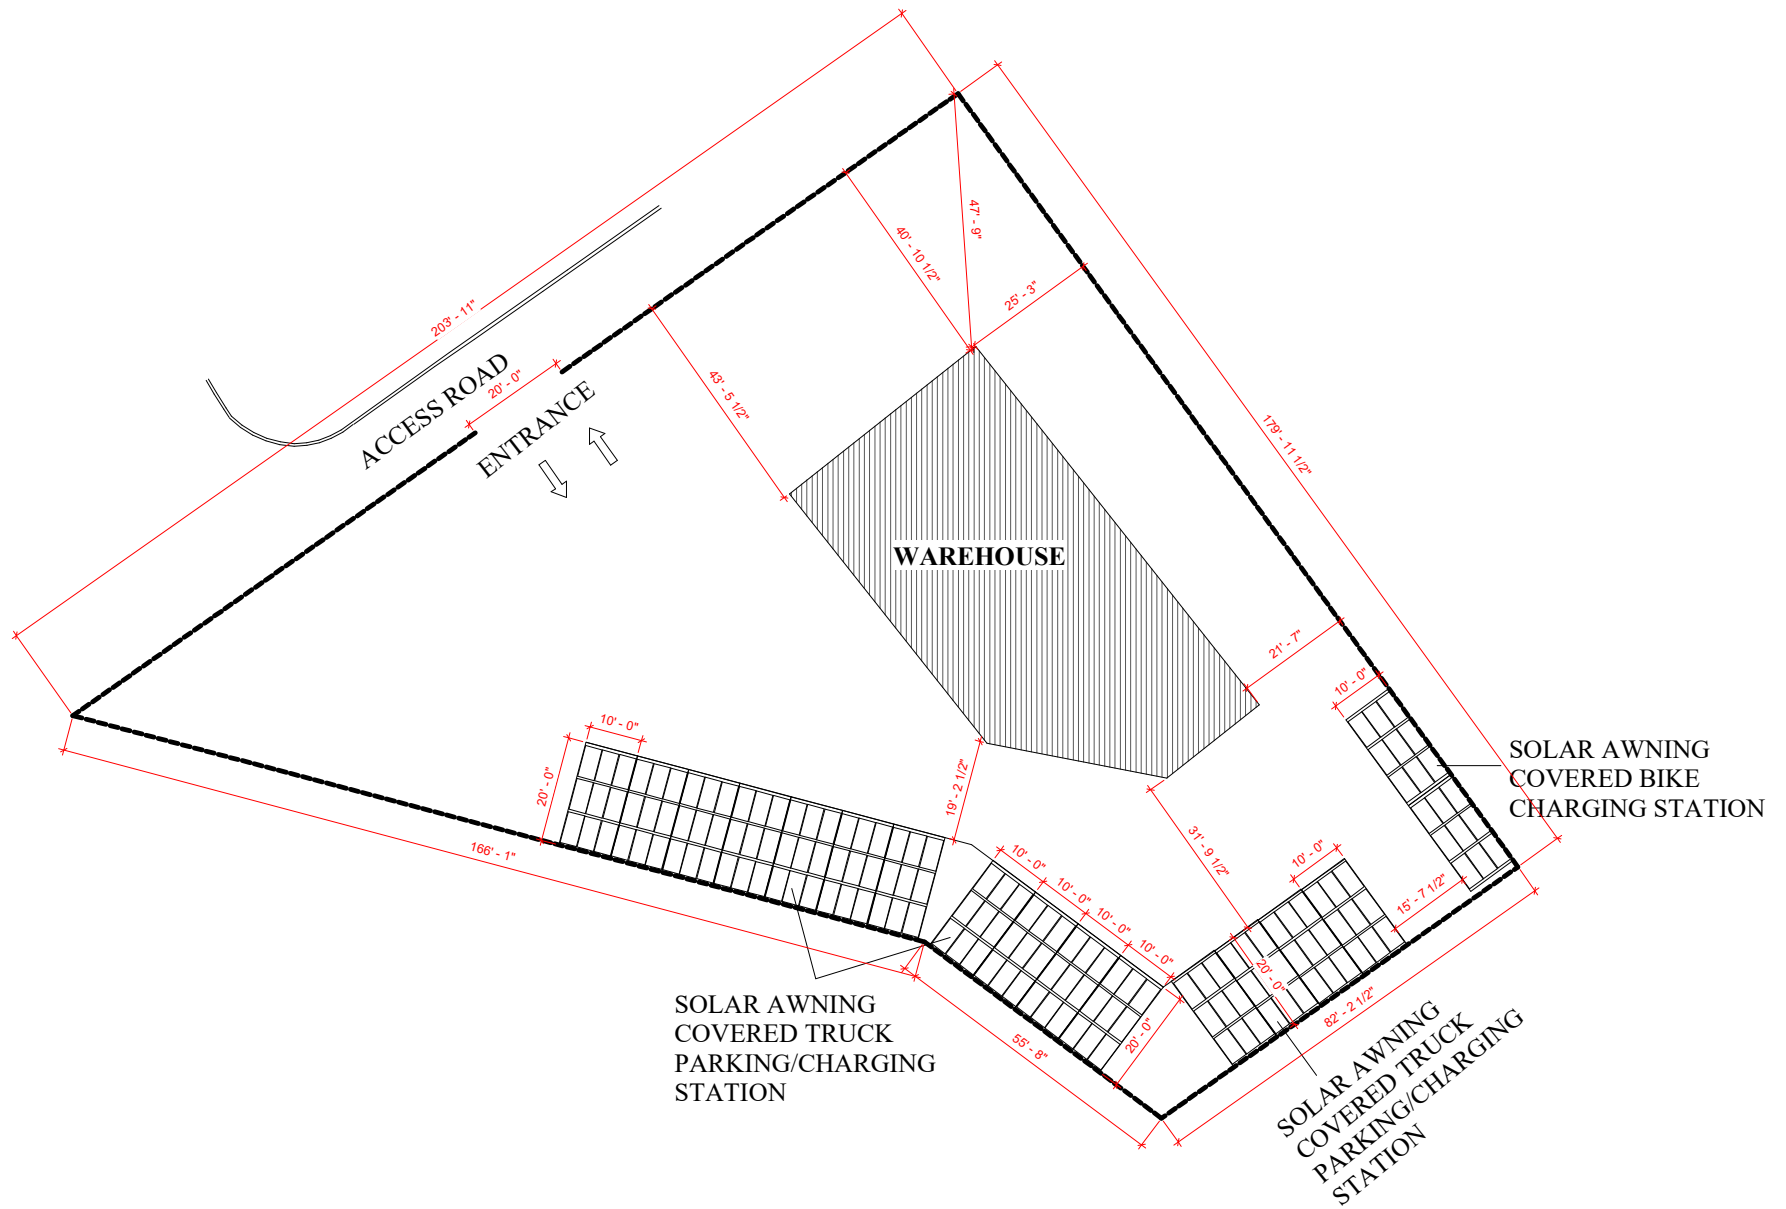 203' - 11"
47' - 9"
40' - 10 1/2"
25' - 3"
20' - 0"
ACCESS ROAD
ENTRANCE
43' - 5 1/2"
179' - 11 1/2"
WAREHOUSE
21' - 7"
10' - 0"
10' - 0"
20' - 0"
19' - 2 1/2"
166' - 1"
SOLAR AWNING
COVERED BIKE
CHARGING STATION
31' - 9 1/2"
10' - 0"
10' - 0"
10' - 0"
10' - 0"
10' - 0"
15' - 7 1/2"
20' - 0"
20' - 0"
82' - 2 1/2"
55' - 8"
SOLAR AWNING
COVERED TRUCK
PARKING/CHARGING
STATION
SOLAR AWNING
COVERED TRUCK
PARKING/CHARGING
STATION